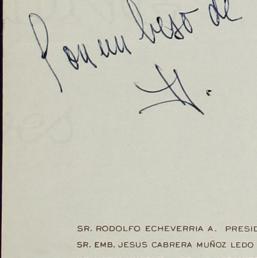 Con un beso de
H.
SR. RODOLFO ECHEVERRIA A. PRESID
SR. EMB. JESUS CABRERA MUÑOZ LEDO